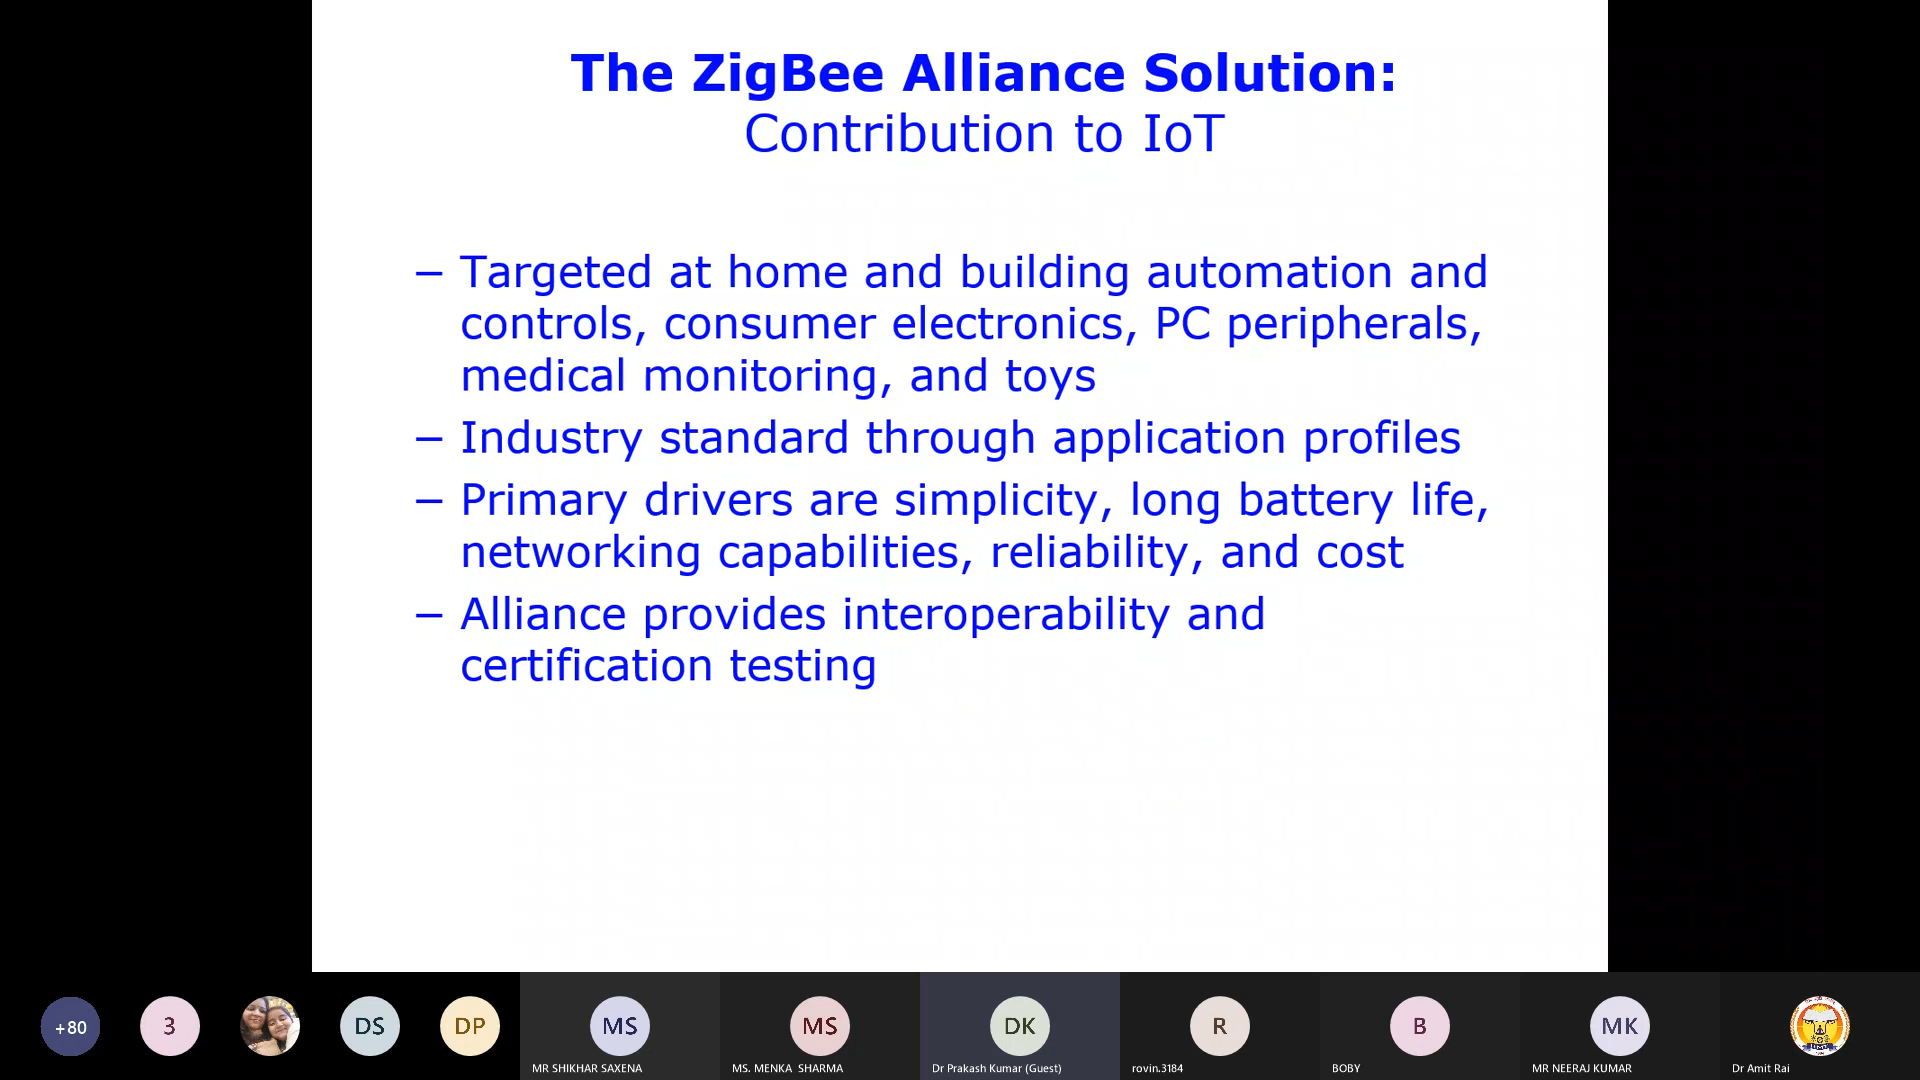 The ZigBee Alliance Solution:
Contribution to IoT
– Targeted at home and building automation and
controls, consumer electronics, PC peripherals,
medical monitoring, and toys
– Industry standard through application profiles
– Primary drivers are simplicity, long battery life,
networking capabilities, reliability, and cost
– Alliance provides interoperability and
certification testing
+80
3
DS
DP
MS
MS
DK
R
B
MK
MR SHIKHAR SAXENA
MS. MENKA SHARMA
Dr Prakash Kumar (Guest)
rovin.3184
BOBY
MR NEERAJ KUMAR
Dr Amit Rai